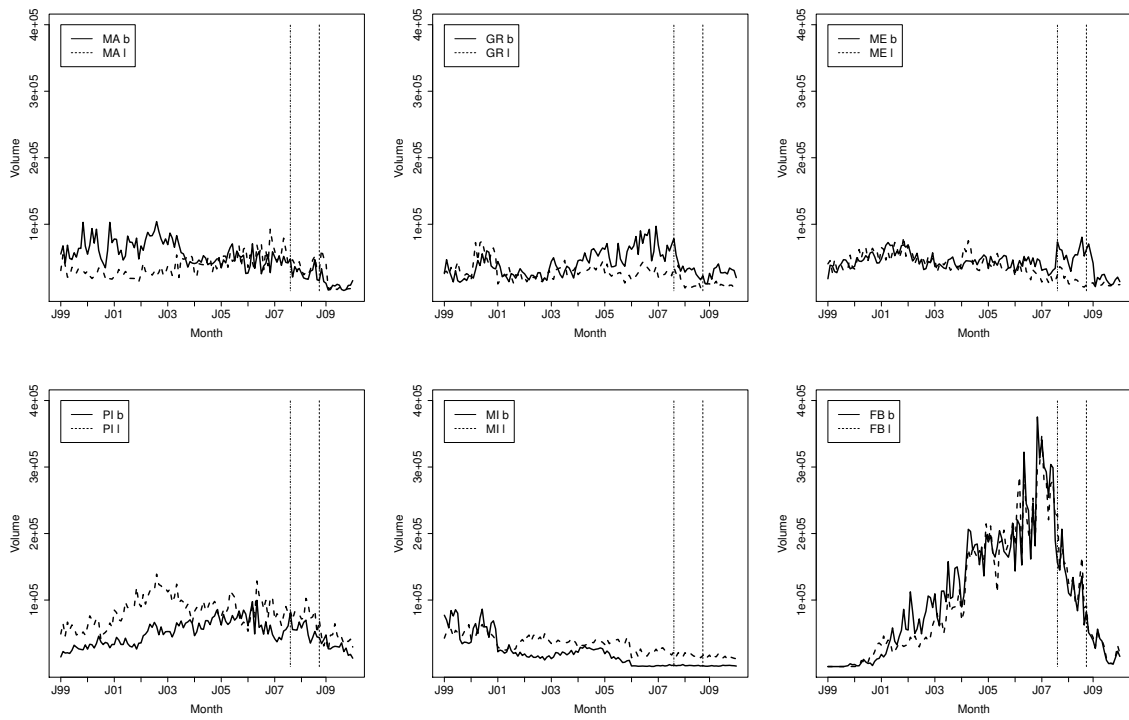 MA b
MA l
Volume
1e+05 2e+05 3e+05 4e+05
J99 J01 J03 J05 J07 J09
Month
GR b
GR l
Volume
1e+05 2e+05 3e+05 4e+05
J99 J01 J03 J05 J07 J09
Month
ME b
ME l
Volume
1e+05 2e+05 3e+05 4e+05
J99 J01 J03 J05 J07 J09
Month
PI b
PI l
Volume
1e+05 2e+05 3e+05 4e+05
J99 J01 J03 J05 J07 J09
Month
MI b
MI l
Volume
1e+05 2e+05 3e+05 4e+05
J99 J01 J03 J05 J07 J09
Month
FB b
FB l
Volume
1e+05 2e+05 3e+05 4e+05
J99 J01 J03 J05 J07 J09
Month